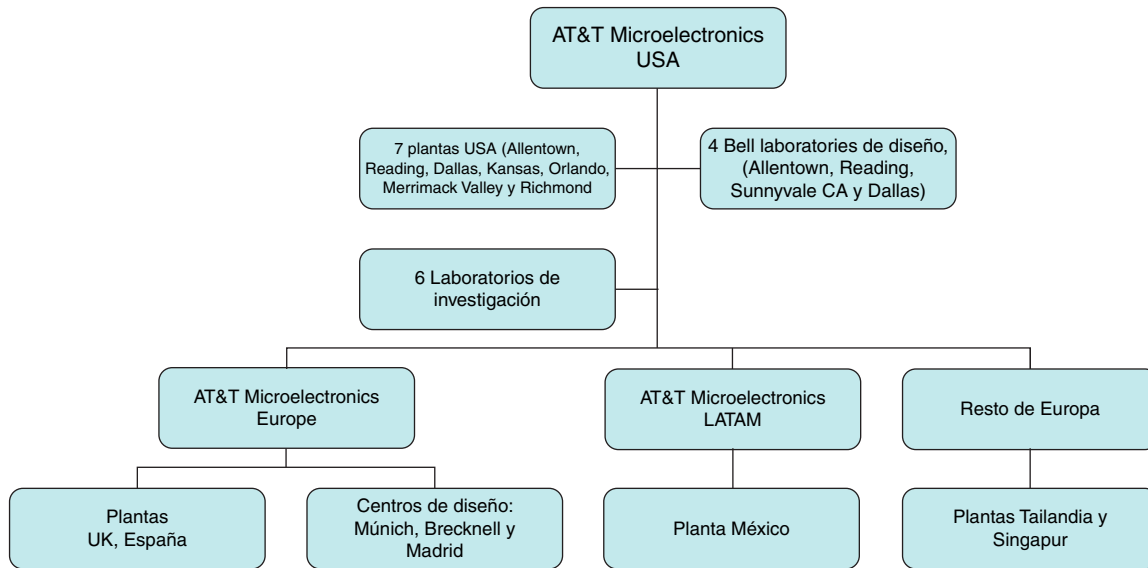 AT&T Microelectronics
USA
7 plantas USA (Allentown,
Reading, Dallas, Kansas, Orlando,
Merrimack Valley y Richmond
4 Bell laboratories de diseño,
(Allentown, Reading,
Sunnyvale CA y Dallas)
6 Laboratorios de
investigación
AT&T Microelectronics
Europe
AT&T Microelectronics
LATAM
Resto de Europa
Plantas
UK, España
Centros de diseño:
Múnich, Brecknell y
Madrid
Planta México
Plantas Tailandia y
Singapur